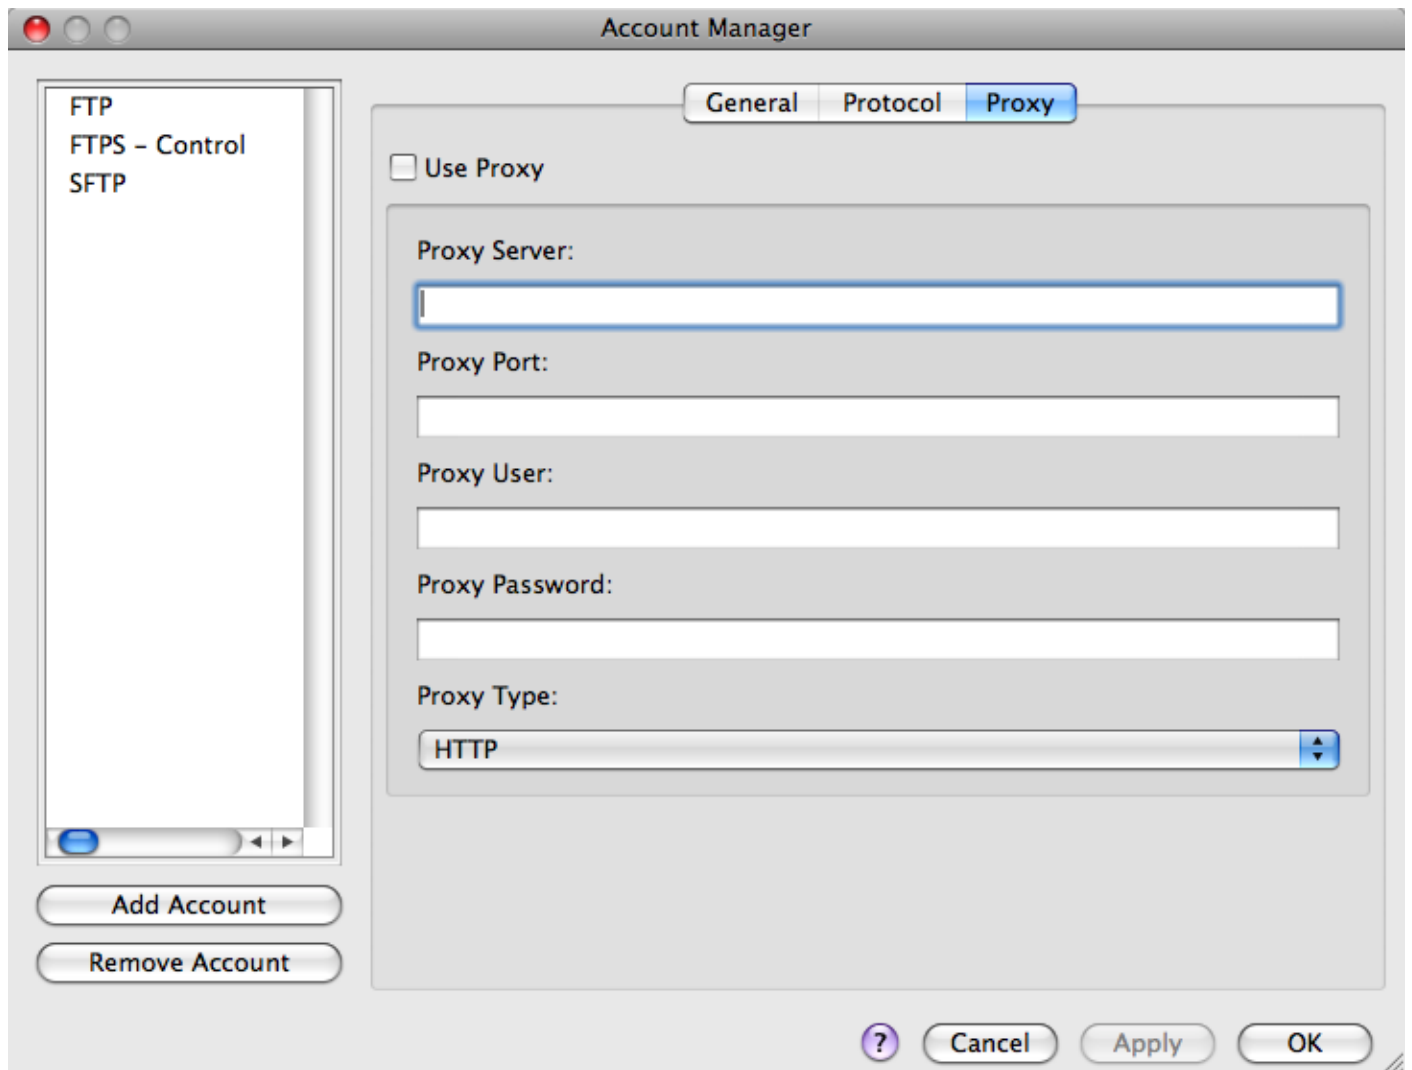 Account Manager
FTP
FTPS – Control
SFTP
General Protocol Proxy
Use Proxy
Proxy Server:
Proxy Port:
Proxy User:
Proxy Password:
Proxy Type:
HTTP
Add Account
Remove Account
? Cancel Apply OK